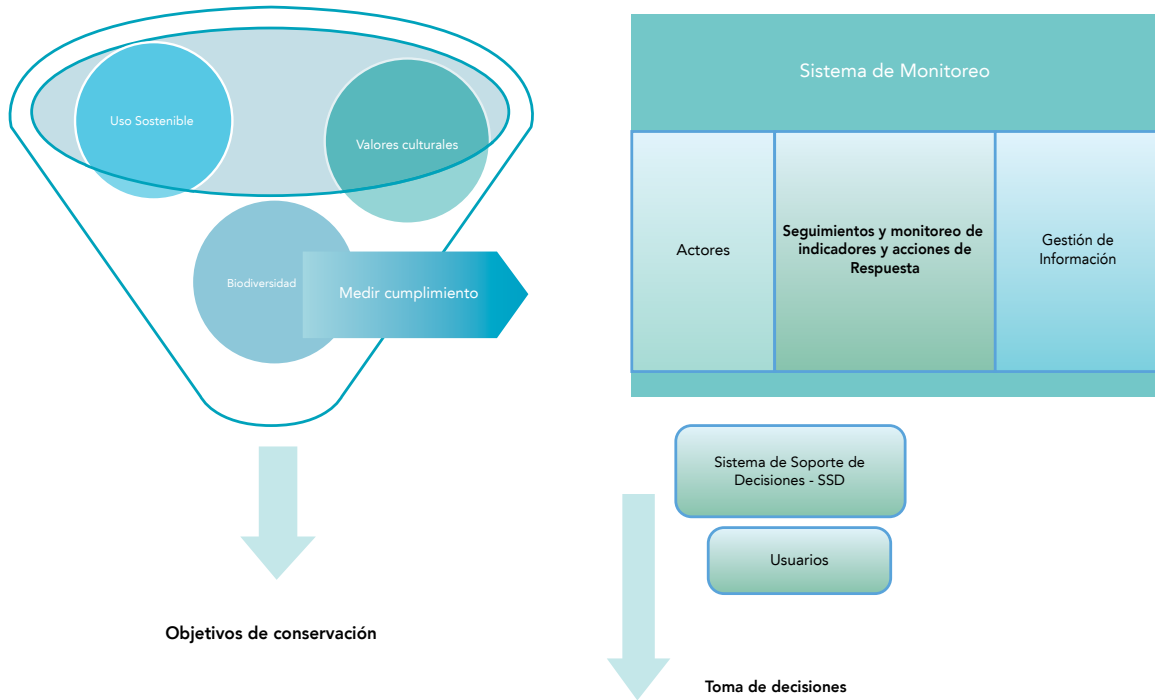 Uso Sostenible
Valores culturales
Biodiversidad
Medir cumplimiento
Objetivos de conservación
Sistema de Monitoreo
Actores
Seguimientos y monitoreo de
indicadores y acciones de
Respuesta
Gestión de
Información
Sistema de Soporte de
Decisiones - SSD
Usuarios
Toma de decisiones